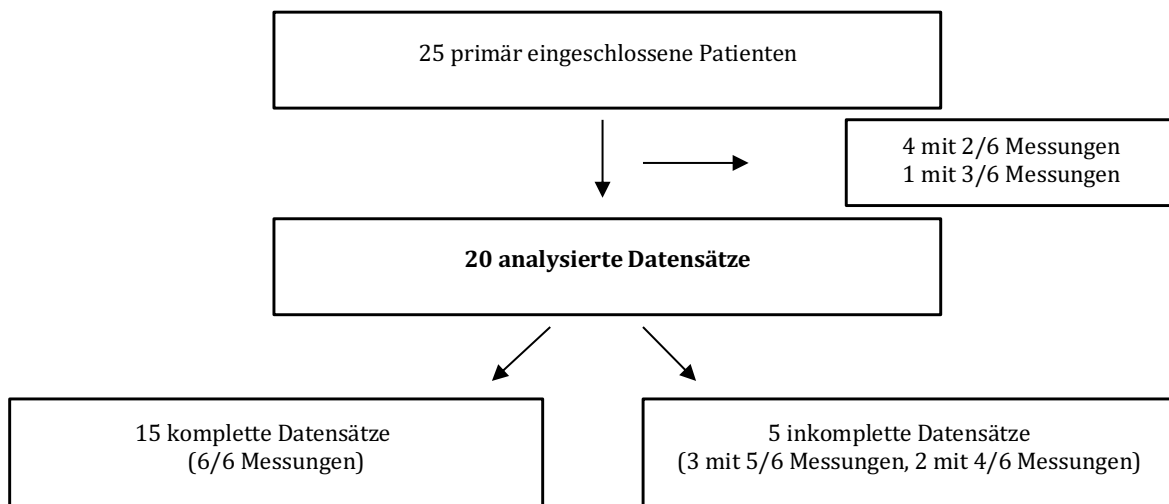 25 primär eingeschlossene Patienten
4 mit 2/6 Messungen
1 mit 3/6 Messungen
20 analysierte Datensätze
15 komplette Datensätze
(6/6 Messungen)
5 inkomplette Datensätze
(3 mit 5/6 Messungen, 2 mit 4/6 Messungen)